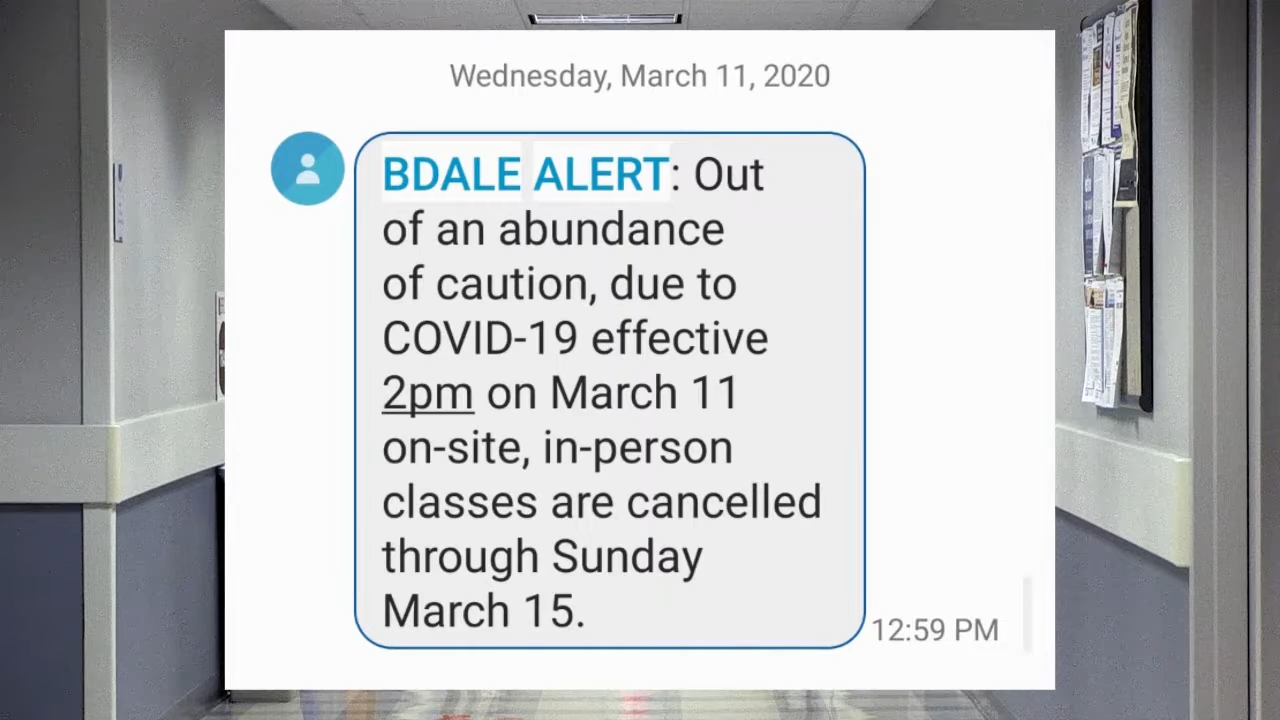 Wednesday, March 11, 2020
BDALE ALERT: Out
of an abundance
of caution, due to
COVID-19 effective
2pm on March 11
on-site, in-person
classes are cancelled
through Sunday
March 15.
12:59 PM